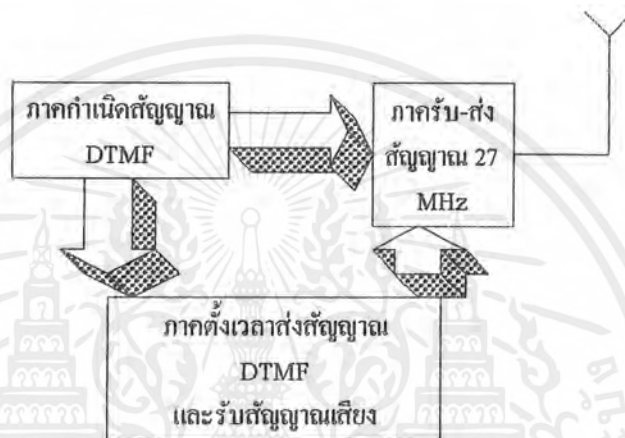 ภาคกำเนิดสัญญาณ
DTMF
ภาครับ-ส่ง
สัญญาณ 27
MHz
ภาคตั้งเวลาส่งสัญญาณ
DTMF
และรับสัญญาณเสียง